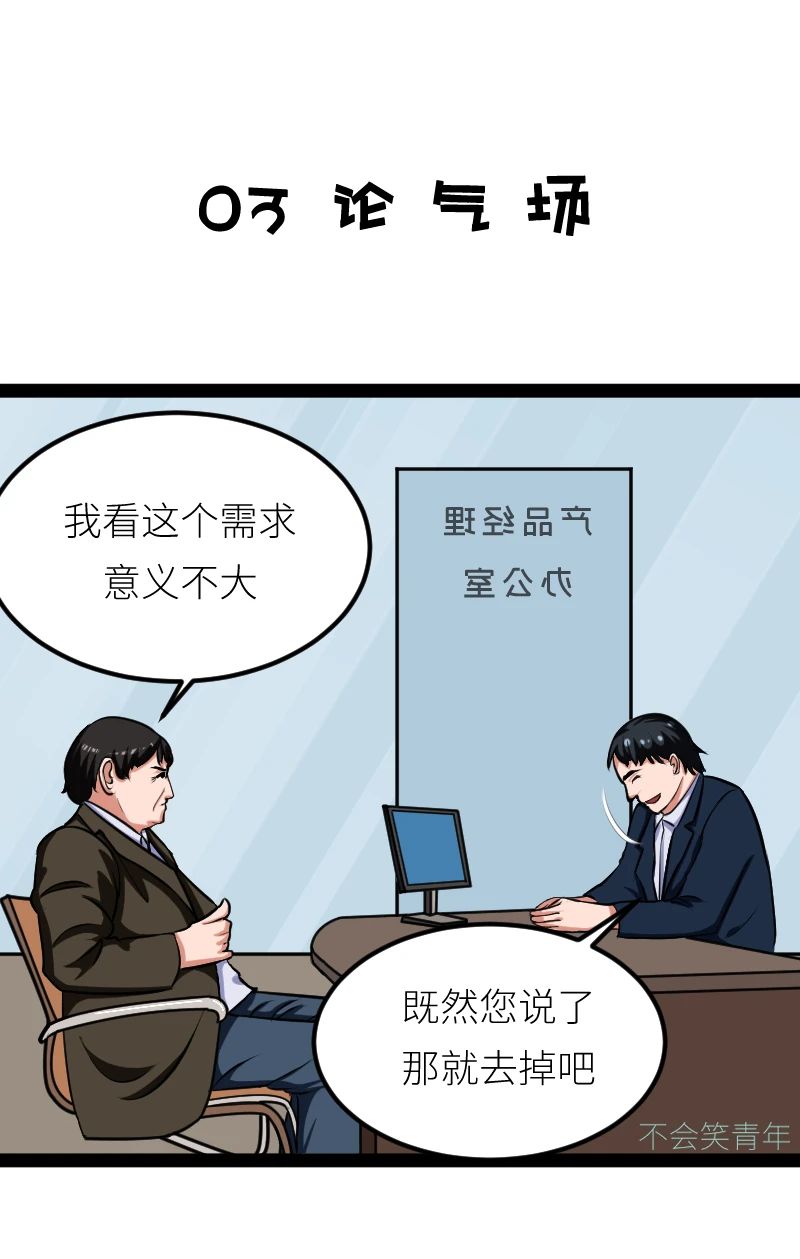 03 论气场
我看这个需求
意义不大
产品经理
办公室
既然您说了
那就去掉吧
不会笑青年